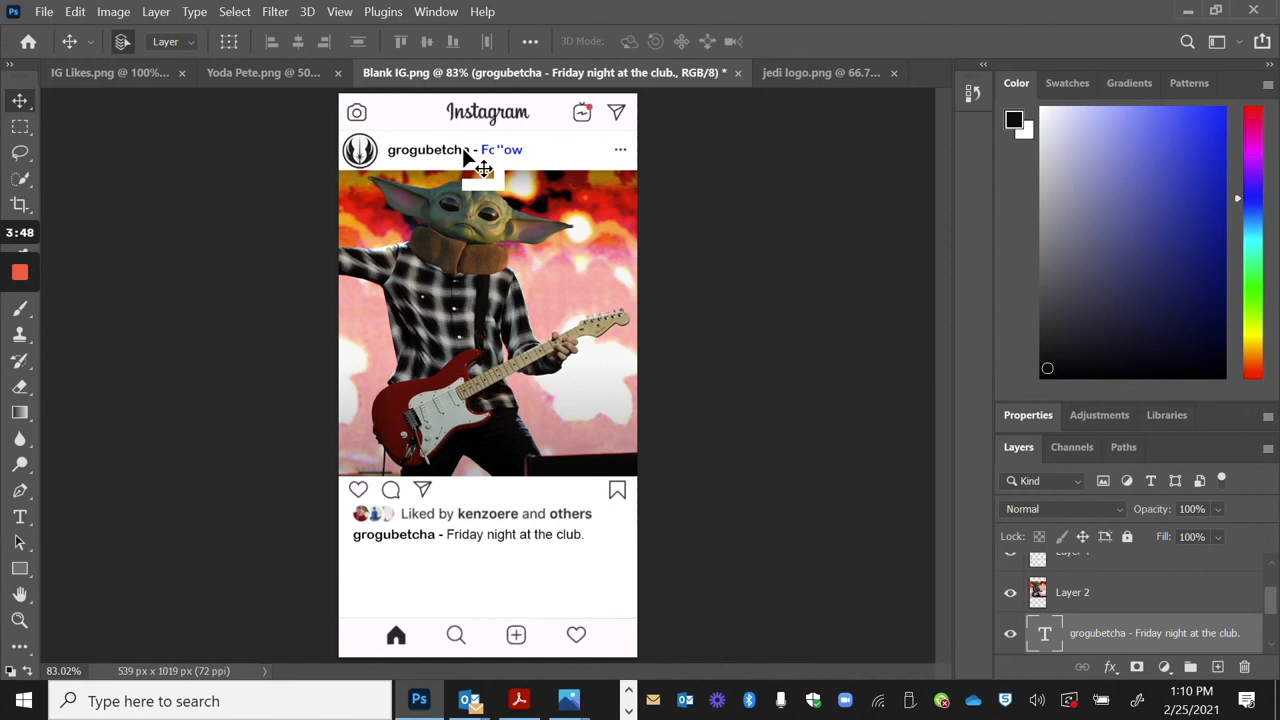 Ps File Edit Image Layer Type Select Filter 3D View Plugins Window Help
Layer 3D Mode:
IG Likes.png @ 100%... × Yoda Pete.png @ 50... × Blank IG.png @ 83% (grogubetcha - Friday night at the club., RGB/8) * × jedi logo.png @ 66.7... ×
Color Swatches Gradients Patterns
Instagram
grogubetcha - Follow
3:48
Properties Adjustments Libraries
Layers Channels Paths
Kind
Normal Opacity: 100%
Lock: Fill: 100%
Layer 2
T grogubetcha - Friday night at the club.
fx
Liked by kenzoere and others
grogubetcha - Friday night at the club.
83.02% 539 px x 1019 px (72 ppi)
Type here to search
Ps
1:10 PM
2/25/2021